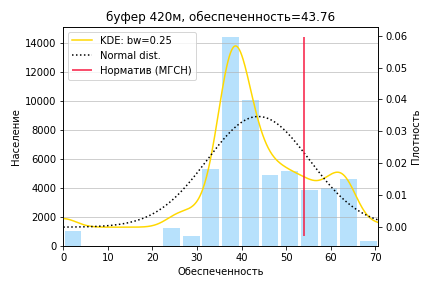 буфер 420м, обеспеченность=43.76
KDE: bw=0.25
Normal dist.
Норматив (МГСН)
Население
14000
12000
10000
8000
6000
4000
2000
0
0.06
0.05
0.04
0.03
0.02
0.01
0.00
Плотность
0 10 20 30 40 50 60 70
Обеспеченность